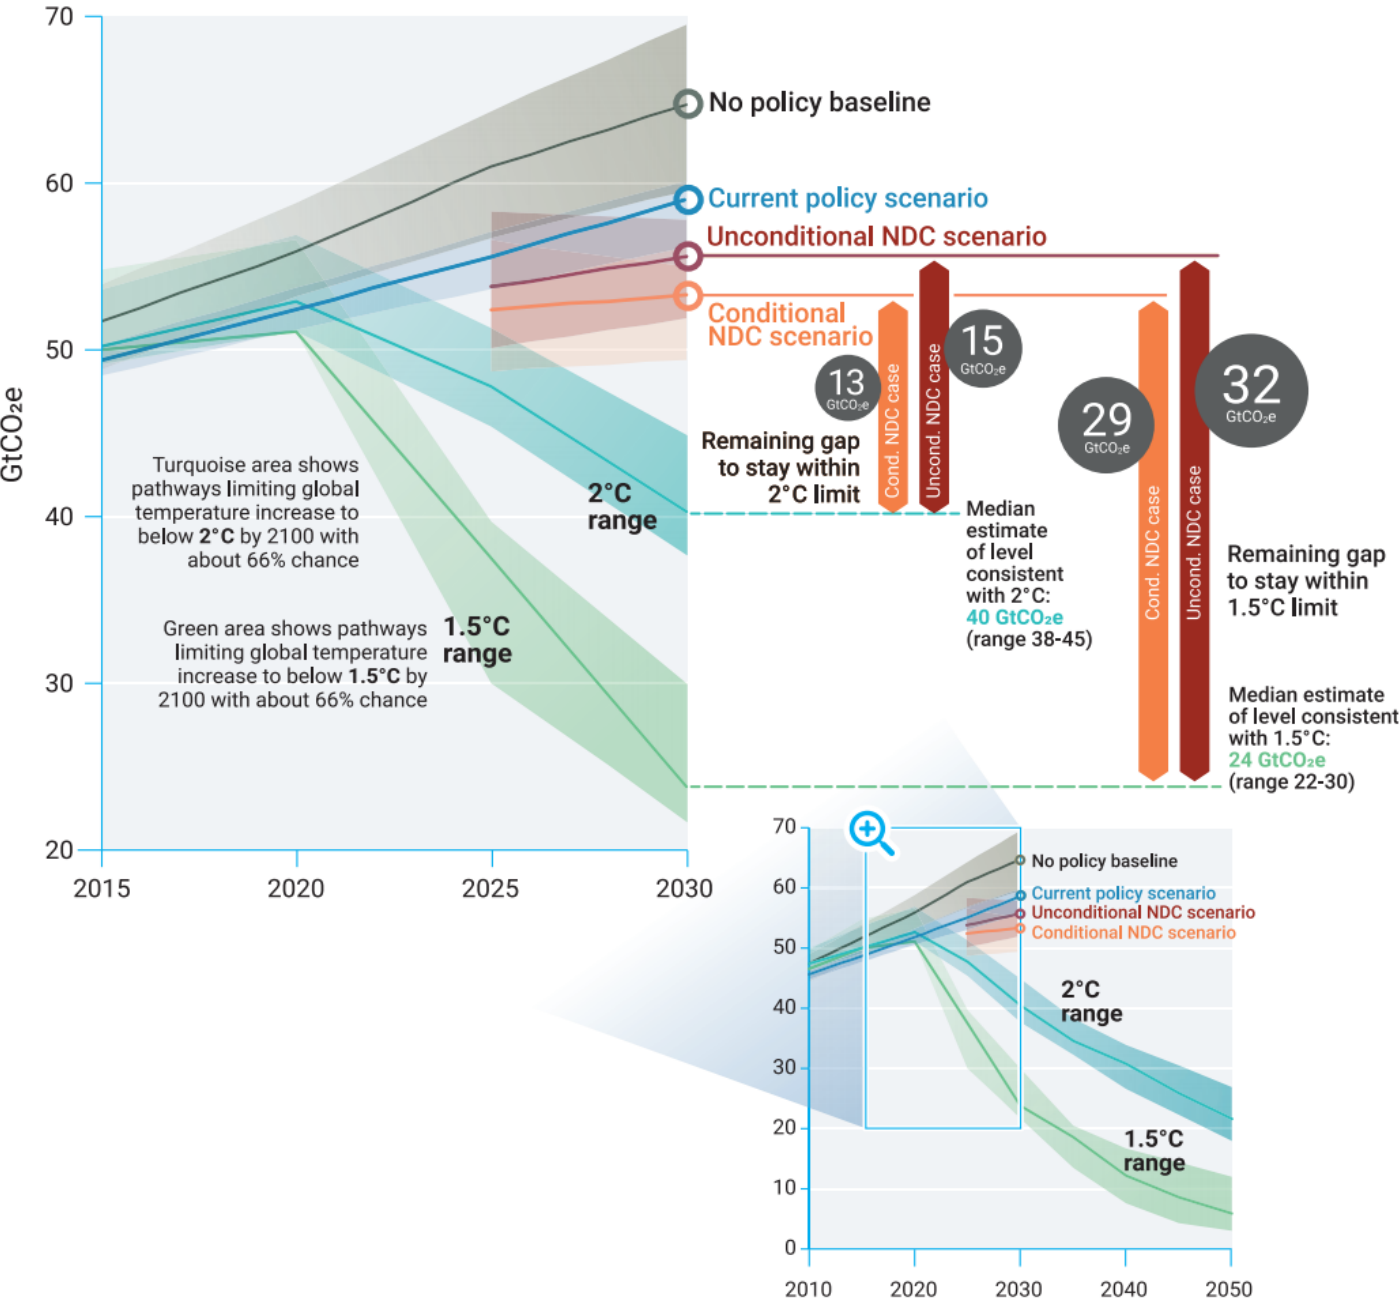 70
60
50
40
30
20
GtCO₂e
2015
2020
2025
2030
No policy baseline
Current policy scenario
Unconditional NDC scenario
Conditional
NDC scenario
Turquoise area shows
pathways limiting global
temperature increase to
below 2°C by 2100 with
about 66% chance
Green area shows pathways
limiting global temperature
increase to below 1.5°C by
2100 with about 66% chance
2°C
range
1.5°C
range
13
GtCO₂e
Cond. NDC case
Uncond. NDC case
15
GtCO₂e
Remaining gap
to stay within
2°C limit
Median
estimate
of level
consistent
with 2°C:
40 GtCO₂e
(range 38-45)
29
GtCO₂e
Cond. NDC case
Uncond. NDC case
32
GtCO₂e
Remaining gap
to stay within
1.5°C limit
Median estimate
of level consistent
with 1.5°C:
24 GtCO₂e
(range 22-30)
70
60
50
40
30
20
10
0
2010
2020
2030
2040
2050
No policy baseline
Current policy scenario
Unconditional NDC scenario
Conditional NDC scenario
2°C
range
1.5°C
range